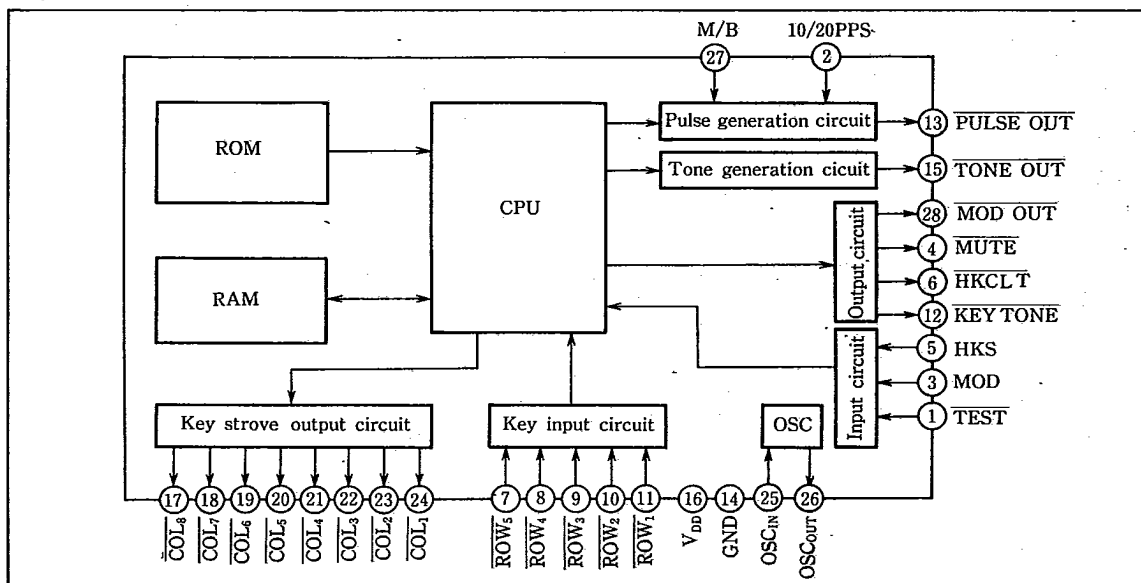 M/B 10/20PPS
27 2
ROM
CPU
RAM
Pulse generation circuit
Tone generation cicuit
Output circuit
Input circuit
13 PULSE OUT
15 TONE OUT
28 MOD OUT
4 MUTE
6 HKCLT
12 KEY TONE
5 HKS
3 MOD
1 TEST
Key strove output circuit
Key input circuit
OSC
17 18 19 20 21 22 23 24 7 8 9 10 11 16 14 25 26
COL8 COL7 COL6 COL5 COL4 COL3 COL2 COL1 ROW5 ROW4 ROW3 ROW2 ROW1 VDD GND OSCIN OSCOUT